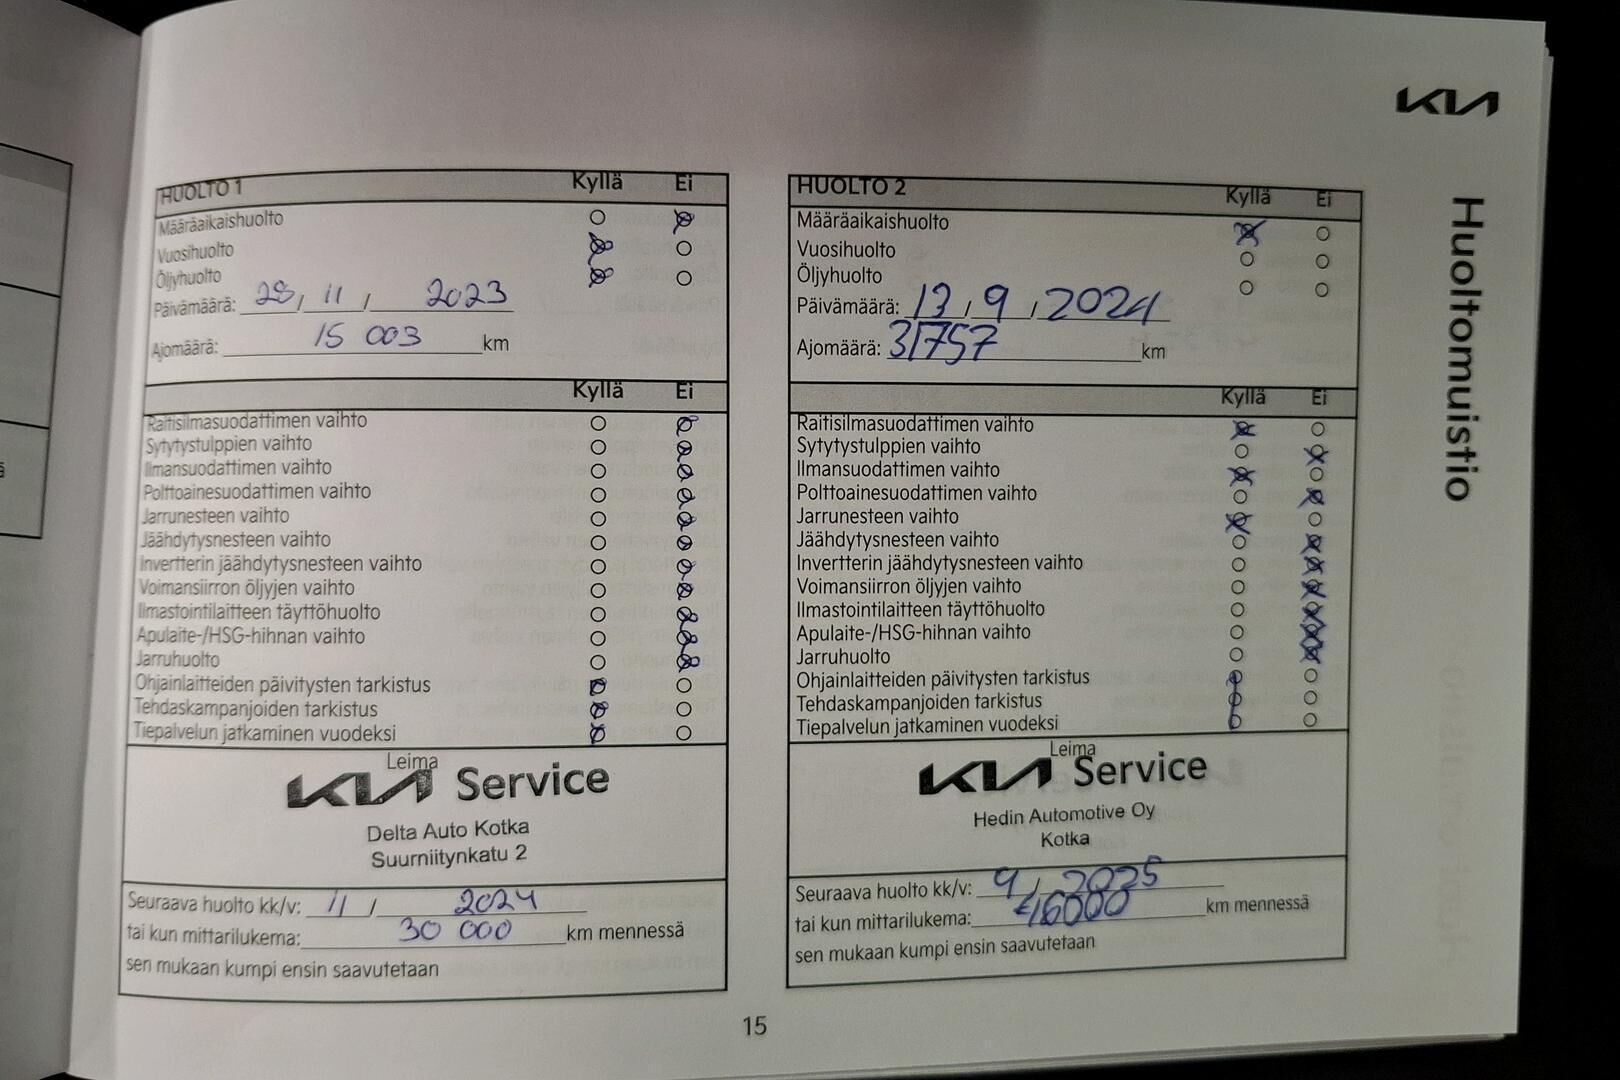 KIA
Huoltomuistio
HUOLTO 1 Kyllä Ei
Määräaikaishuolto
Vuosihuolto
Öljyhuolto
Päivämäärä: 28 / 11 / 2023
Ajomäärä: 15 003 km
Kyllä Ei
Raitisilmasuodattimen vaihto
Sytytystulppien vaihto
Ilmansuodattimen vaihto
Polttoainesuodattimen vaihto
Jarrunesteen vaihto
Jäähdytysnesteen vaihto
Invertterin jäähdytysnesteen vaihto
Voimansiirron öljyjen vaihto
Ilmastointilaitteen täyttöhuolto
Apulaite-/HSG-hihnan vaihto
Jarruhuolto
Ohjainlaitteiden päivitysten tarkistus
Tehdaskampanjoiden tarkistus
Tiepalvelun jatkaminen vuodeksi
Leima
KIA Service
Delta Auto Kotka
Suurniitynkatu 2
Seuraava huolto kk/v: 11 / 2024
tai kun mittarilukema: 30 000 km mennessä
sen mukaan kumpi ensin saavutetaan
HUOLTO 2 Kyllä Ei
Määräaikaishuolto
Vuosihuolto
Öljyhuolto
Päivämäärä: 13 / 9 / 2024
Ajomäärä: 31757 km
Kyllä Ei
Raitisilmasuodattimen vaihto
Sytytystulppien vaihto
Ilmansuodattimen vaihto
Polttoainesuodattimen vaihto
Jarrunesteen vaihto
Jäähdytysnesteen vaihto
Invertterin jäähdytysnesteen vaihto
Voimansiirron öljyjen vaihto
Ilmastointilaitteen täyttöhuolto
Apulaite-/HSG-hihnan vaihto
Jarruhuolto
Ohjainlaitteiden päivitysten tarkistus
Tehdaskampanjoiden tarkistus
Tiepalvelun jatkaminen vuodeksi
Leima
KIA Service
Hedin Automotive Oy
Kotka
Seuraava huolto kk/v: 9 / 2025
tai kun mittarilukema: km mennessä
sen mukaan kumpi ensin saavutetaan
15